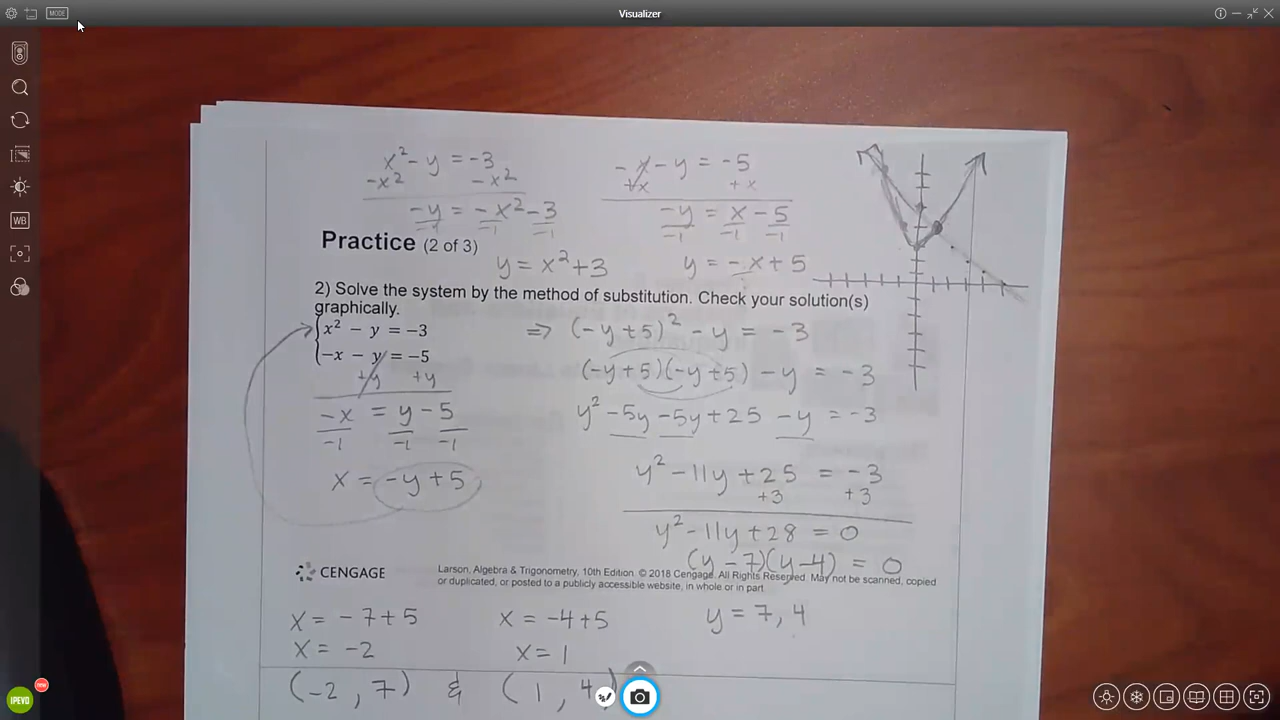 MODE
Visualizer
x² - y = -3
-x² - x²
-y = -x² - 3
-1 -1 -1
y = x² + 3
-x - y = -5
+x + x
-y = x - 5
-1 -1 -1
y = -x + 5
Practice (2 of 3)
2) Solve the system by the method of substitution. Check your solution(s)
graphically.
x² − y = −3
−x − y = −5
+y +y
-x = y - 5
-1 -1 -1
x = -y + 5
⇒ (-y + 5)² - y = -3
(-y + 5)(-y + 5) - y = -3
y² - 5y - 5y + 25 - y = -3
y² - 11y + 25 = -3
+3 +3
y² - 11y + 28 = 0
(y - 7)(y - 4) = 0
CENGAGE
Larson, Algebra & Trigonometry, 10th Edition. © 2018 Cengage. All Rights Reserved. May not be scanned, copied
or duplicated, or posted to a publicly accessible website, in whole or in part.
x = -7 + 5
x = -2
x = -4 + 5
x = 1
y = 7, 4
(-2, 7) & (1, 4)
IPEVO
new
WB